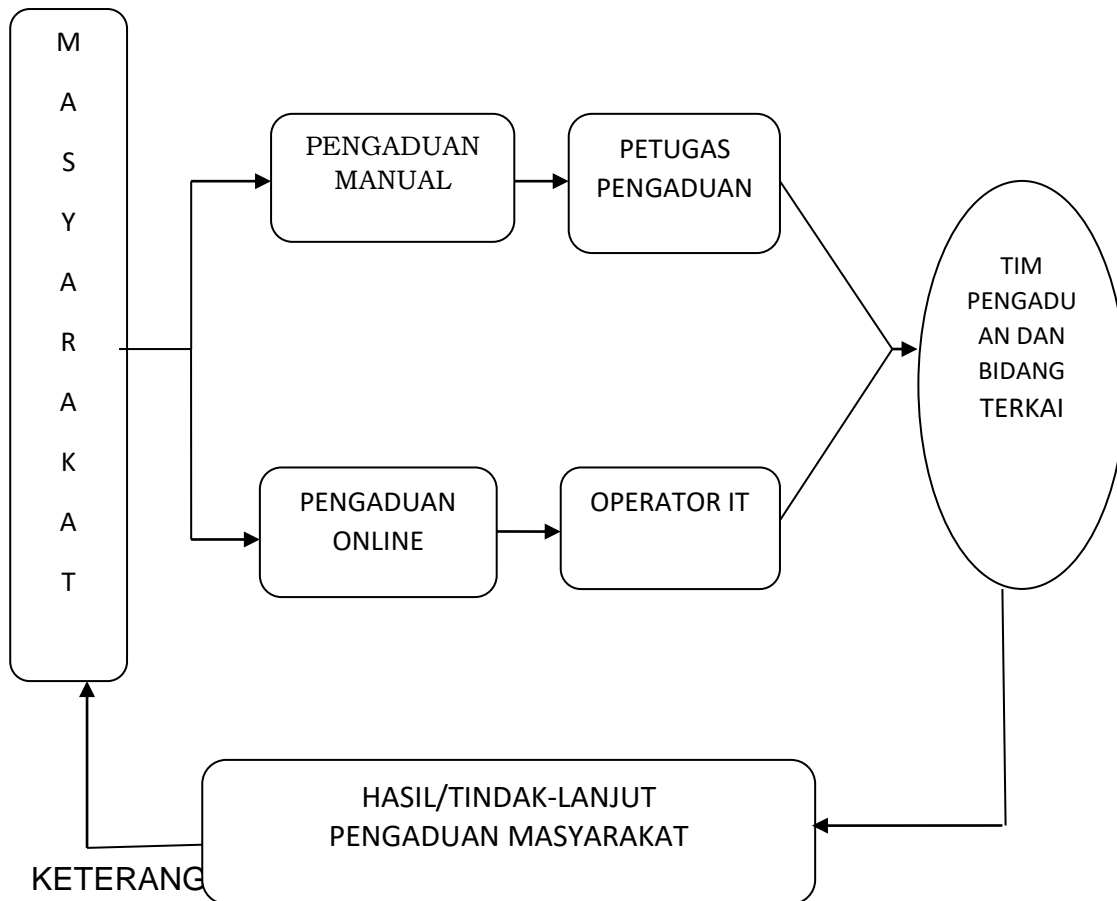 M
A
S
Y
A
R
A
K
A
T
PENGADUAN
MANUAL
PETUGAS
PENGADUAN
PENGADUAN
ONLINE
OPERATOR IT
TIM
PENGADU
AN DAN
BIDANG
TERKAI
HASIL/TINDAK-LANJUT
PENGADUAN MASYARAKAT
KETERANG